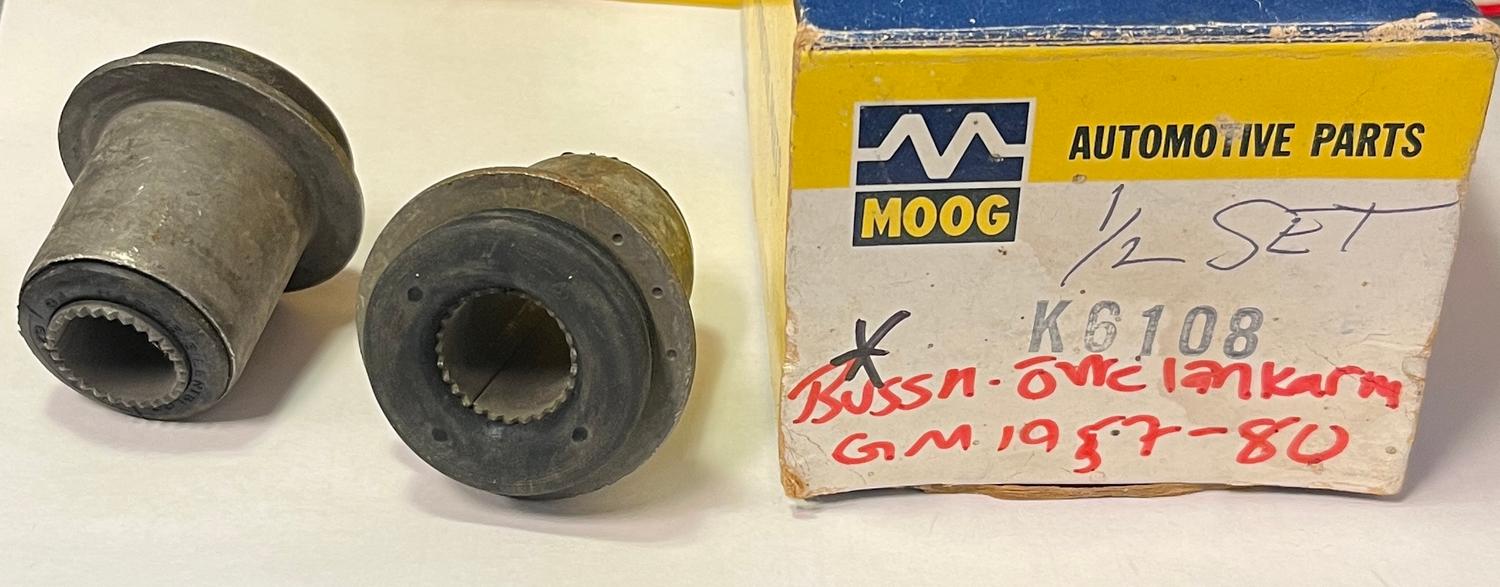 AUTOMOTIVE PARTS
MOOG
1/2 SET
K6108
BUSSN. ÖVRE LÄNKARM
GM 1957-80